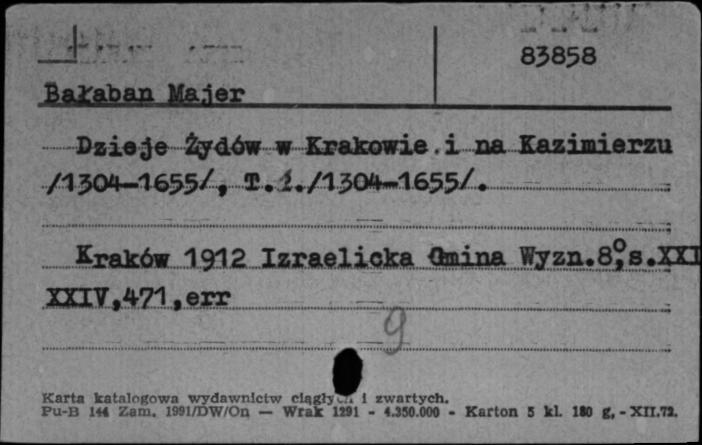 83858
Bałaban Majer
Dzieje Żydów w Krakowie i na Kazimierzu
/1304-1655/, T.1./1304-1655/.
Kraków 1912 Izraelicka Gmina Wyzn.8°,s.XXI
XXIV,471,err
9
Karta katalogowa wydawnictw ciągłych i zwartych.
Pu-B 144 Zam. 1991/DW/On — Wrak 1291 - 4.350.000 - Karton 5 kl. 180 g. - XII.72.